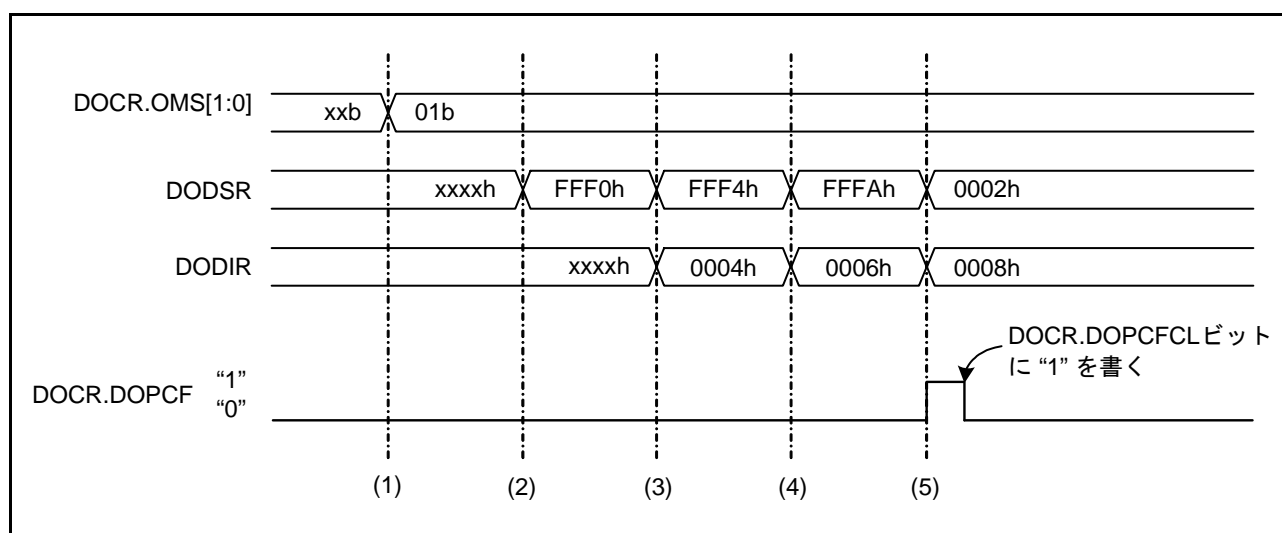 DOCR.OMS[1:0] xxb 01b
DODSR xxxxh FFF0h FFF4h FFFAh 0002h
DODIR xxxxh 0004h 0006h 0008h
DOCR.DOPCFCLビット
に “1” を書く
DOCR.DOPCF “1”
“0”
(1) (2) (3) (4) (5)